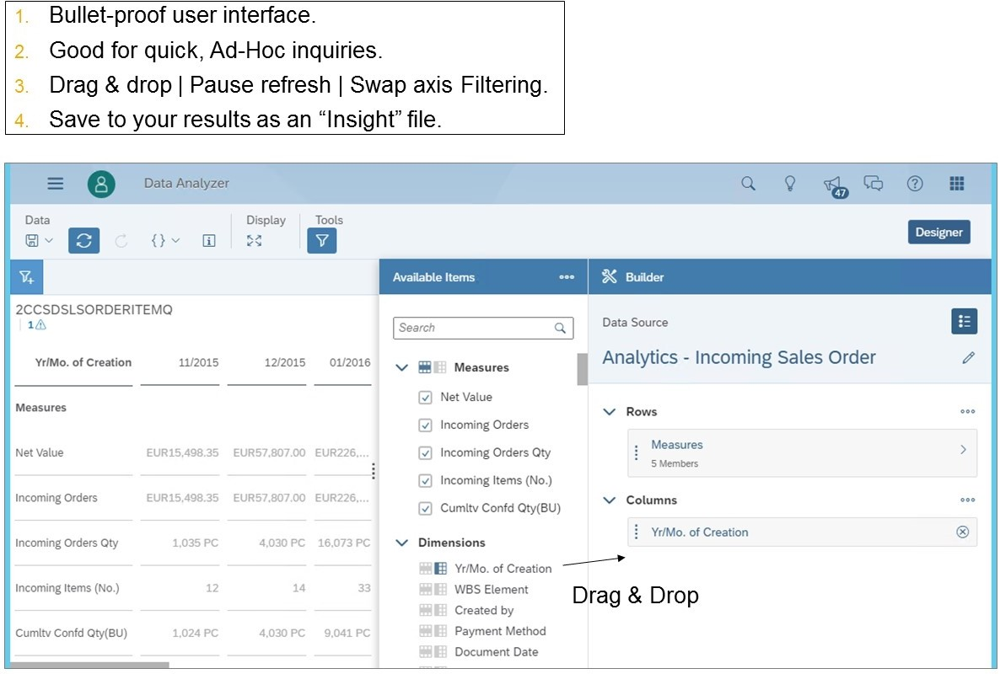 1. Bullet-proof user interface.
2. Good for quick, Ad-Hoc inquiries.
3. Drag & drop | Pause refresh | Swap axis Filtering.
4. Save to your results as an “Insight” file.
Data Analyzer
47
Data
Display
Tools
Designer
Available Items
Builder
2CCSDSLSORDERITEMQ
1
Yr/Mo. of Creation 11/2015 12/2015 01/2016
Measures
Net Value EUR15,498.35 EUR57,807.00 EUR226,...
Incoming Orders EUR15,498.35 EUR57,807.00 EUR226,...
Incoming Orders Qty 1,035 PC 4,030 PC 16,073 PC
Incoming Items (No.) 12 14 33
Cumltv Confd Qty(BU) 1,024 PC 4,030 PC 9,041 PC
Search
Measures
Net Value
Incoming Orders
Incoming Orders Qty
Incoming Items (No.)
Cumltv Confd Qty(BU)
Dimensions
Yr/Mo. of Creation
WBS Element
Created by
Payment Method
Document Date
Data Source
Analytics - Incoming Sales Order
Rows
Measures
5 Members
Columns
Yr/Mo. of Creation
Drag & Drop